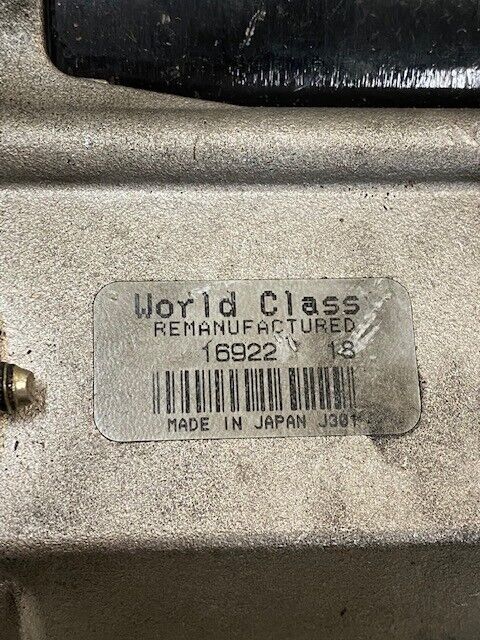 World Class
REMANUFACTURED
16922 18
MADE IN JAPAN J301